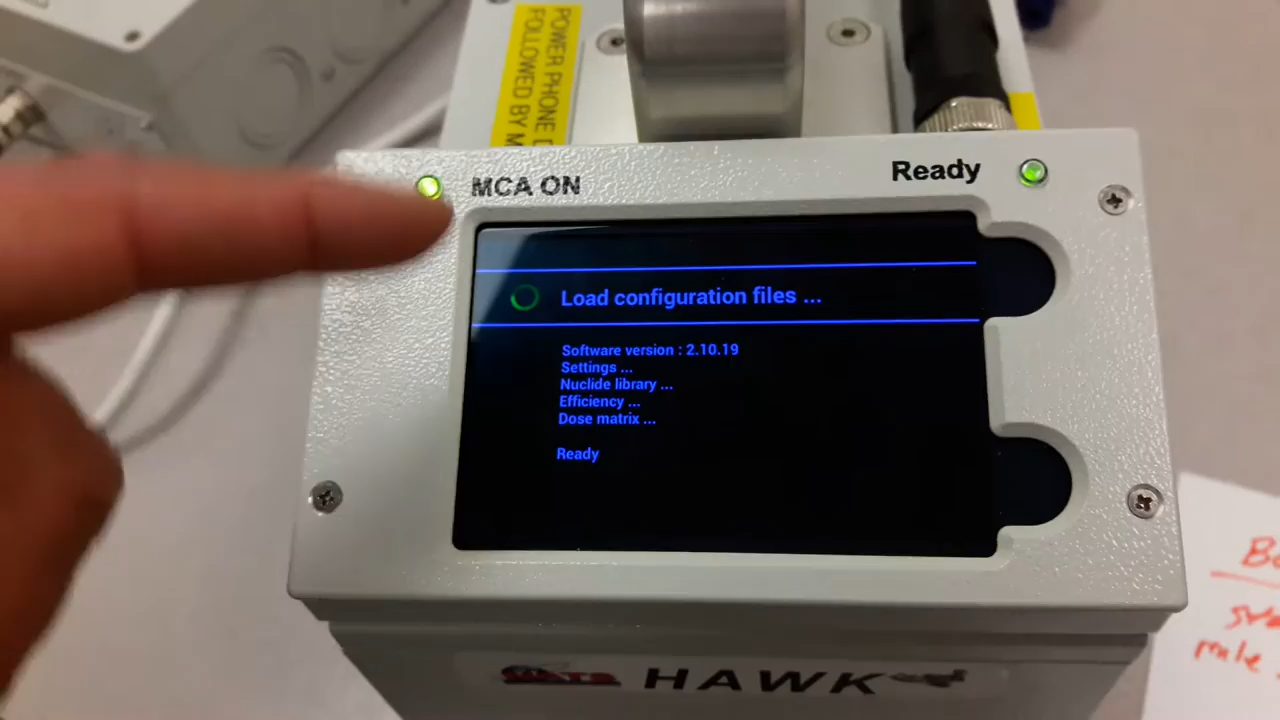 POWER PHONE
FOLLOWED BY
MCA ON
Ready
Load configuration files ...
Software version : 2.10.19
Settings ...
Nuclide library ...
Efficiency ...
Dose matrix ...
Ready
HAWK